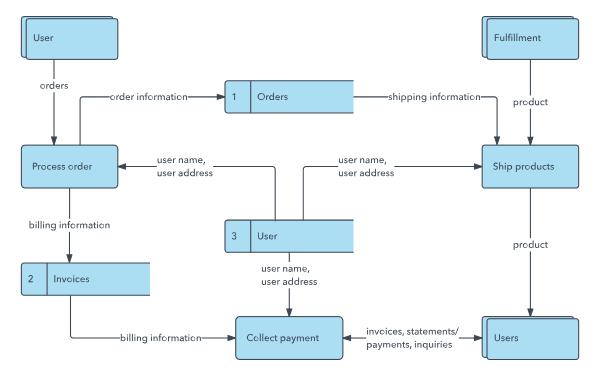 User
Fulfillment
orders
order information
1
Orders
shipping information
product
Process order
user name,
user address
user name,
user address
Ship products
billing information
3
User
product
2
Invoices
user name,
user address
billing information
Collect payment
invoices, statements/
payments, inquiries
Users